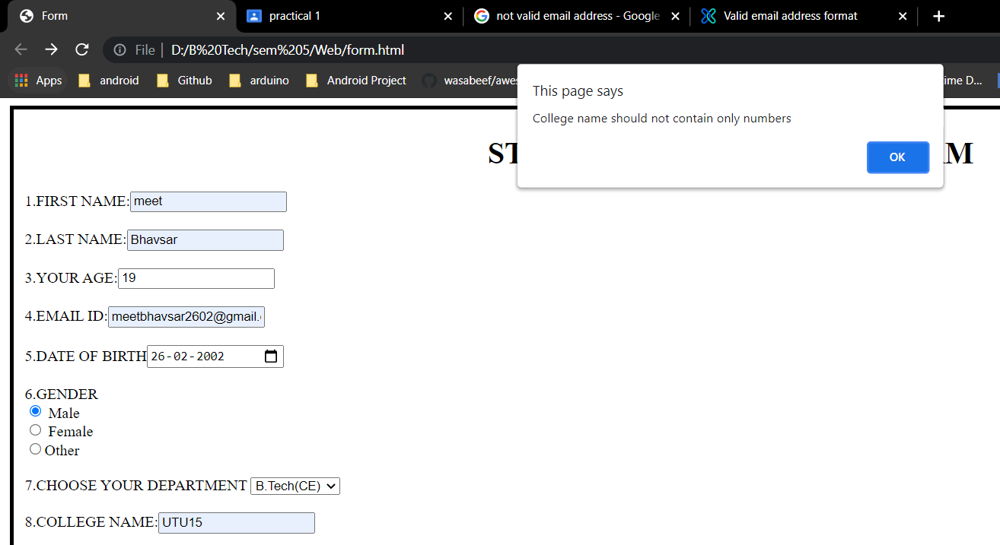 Form
practical 1
not valid email address - Google
Valid email address format
File D:/B%20Tech/sem%205/Web/form.html
Apps android Github arduino Android Project wasabeef/awes ime D...
This page says
College name should not contain only numbers
OK
ST M
1.FIRST NAME: meet
2.LAST NAME: Bhavsar
3.YOUR AGE: 19
4.EMAIL ID: meetbhavsar2602@gmail.
5.DATE OF BIRTH 26-02-2002
6.GENDER
Male
Female
Other
7.CHOOSE YOUR DEPARTMENT B.Tech(CE)
8.COLLEGE NAME: UTU15